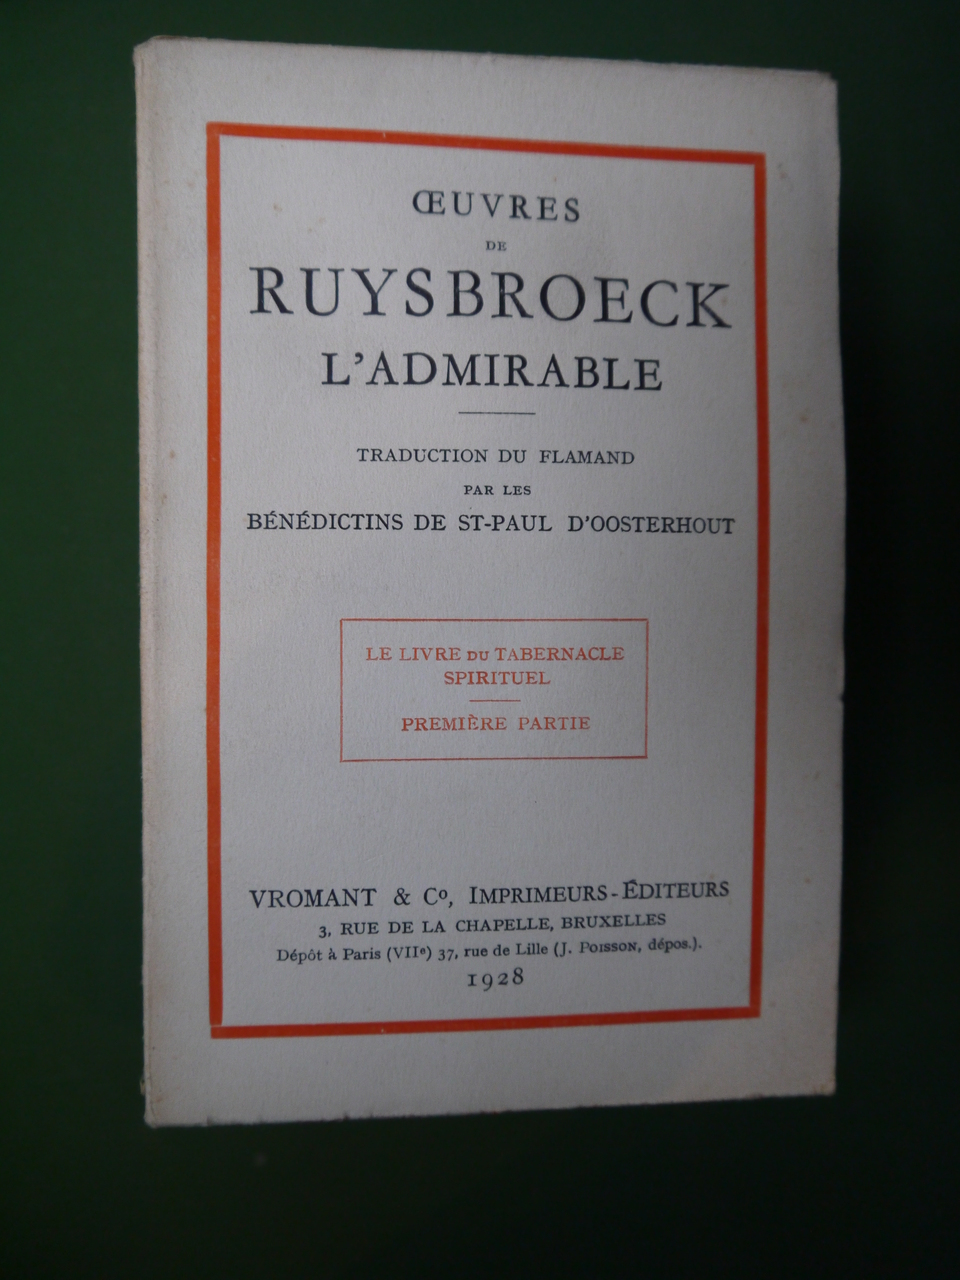 ŒUVRES
DE
RUYSBROECK
L'ADMIRABLE
TRADUCTION DU FLAMAND
PAR LES
BÉNÉDICTINS DE ST-PAUL D'OOSTERHOUT
LE LIVRE DU TABERNACLE
SPIRITUEL
PREMIÈRE PARTIE
VROMANT & Cº, IMPRIMEURS-ÉDITEURS
3, RUE DE LA CHAPELLE, BRUXELLES
Dépôt à Paris (VIIᵉ) 37, rue de Lille (J. POISSON, dépos.).
1928